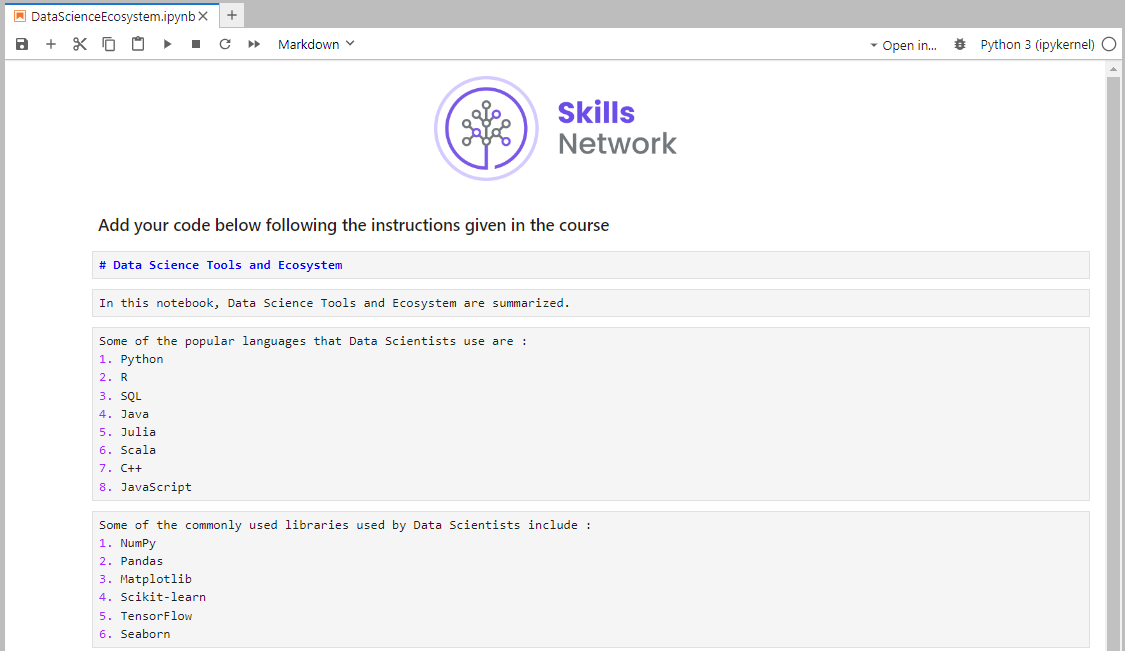 DataScienceEcosystem.ipynb
Markdown
Open in...
Python 3 (ipykernel)
Skills
Network
Add your code below following the instructions given in the course
# Data Science Tools and Ecosystem
In this notebook, Data Science Tools and Ecosystem are summarized.
Some of the popular languages that Data Scientists use are :
1. Python
2. R
3. SQL
4. Java
5. Julia
6. Scala
7. C++
8. JavaScript
Some of the commonly used libraries used by Data Scientists include :
1. NumPy
2. Pandas
3. Matplotlib
4. Scikit-learn
5. TensorFlow
6. Seaborn